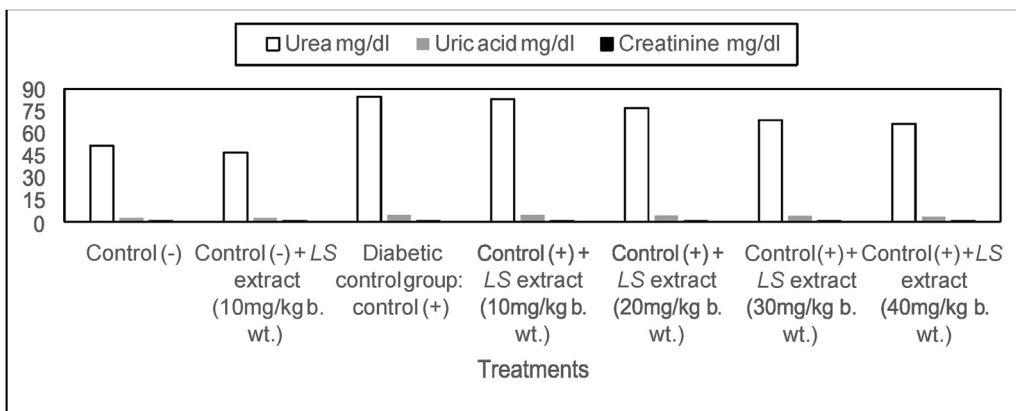 Urea mg/dl Uric acid mg/dl Creatinine mg/dl
90
75
60
45
30
15
0
Control (-)
Control (-) + LS
extract
(10mg/kg b.
wt.)
Diabetic
control group:
control (+)
Control (+) +
LS extract
(10mg/kg b.
wt.)
Control (+) +
LS extract
(20mg/kg b.
wt.)
Control (+) +
LS extract
(30mg/kg b.
wt.)
Control (+) + LS
extract
(40mg/kg b.
wt.)
Treatments